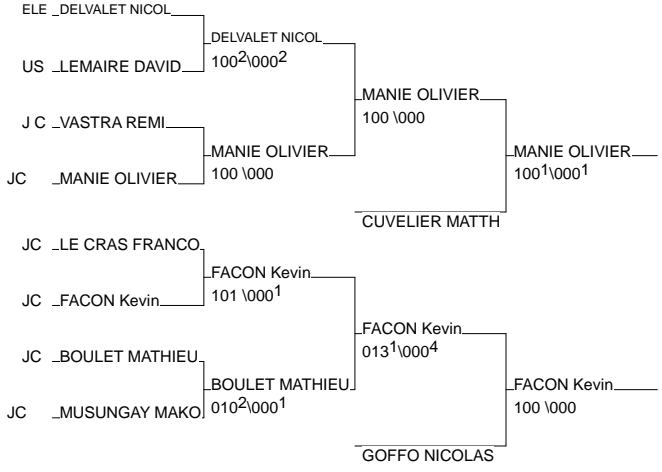 ELE DELVALET NICOL
DELVALET NICOL
100²\000²
US LEMAIRE DAVID
MANIE OLIVIER
100 \000
J C VASTRA REMI
MANIE OLIVIER
100 \000
MANIE OLIVIER
100¹\000¹
JC MANIE OLIVIER
CUVELIER MATTH
JC LE CRAS FRANCO
FACON Kevin
101 \000¹
JC FACON Kevin
FACON Kevin
013¹\000⁴
JC BOULET MATHIEU
BOULET MATHIEU
010²\000¹
FACON Kevin
100 \000
JC MUSUNGAY MAKO
GOFFO NICOLAS